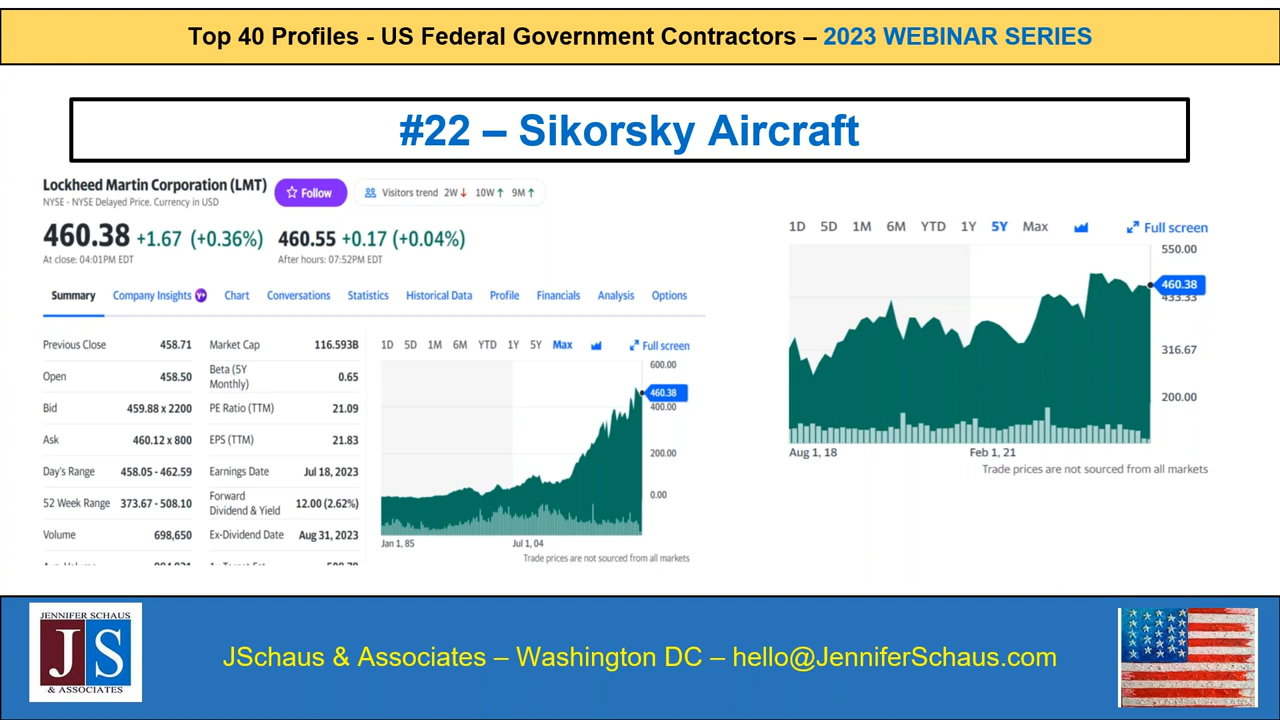 Top 40 Profiles - US Federal Government Contractors – 2023 WEBINAR SERIES
#22 – Sikorsky Aircraft
Lockheed Martin Corporation (LMT)
Follow
Visitors trend 2W ↓ 10W ↑ 9M ↑
NYSE - NYSE Delayed Price. Currency in USD
460.38 +1.67 (+0.36%) 460.55 +0.17 (+0.04%)
At close: 04:01PM EDT
After hours: 07:52PM EDT
Summary Company Insights Y+ Chart Conversations Statistics Historical Data Profile Financials Analysis Options
Previous Close 458.71
Open 458.50
Bid 459.88 x 2200
Ask 460.12 x 800
Day's Range 458.05 - 462.59
52 Week Range 373.67 - 508.10
Volume 698,650
Market Cap 116.593B
Beta (5Y
Monthly) 0.65
PE Ratio (TTM) 21.09
EPS (TTM) 21.83
Earnings Date Jul 18, 2023
Forward
Dividend & Yield 12.00 (2.62%)
Ex-Dividend Date Aug 31, 2023
1D 5D 1M 6M YTD 1Y 5Y Max Full screen
600.00
460.38
400.00
200.00
0.00
Jan 1, 85 Jul 1, 04
Trade prices are not sourced from all markets
1D 5D 1M 6M YTD 1Y 5Y Max Full screen
550.00
460.38
433.33
316.67
200.00
Aug 1, 18 Feb 1, 21
Trade prices are not sourced from all markets
JENNIFER SCHAUS
JS
& ASSOCIATES
JSchaus & Associates – Washington DC – hello@JenniferSchaus.com